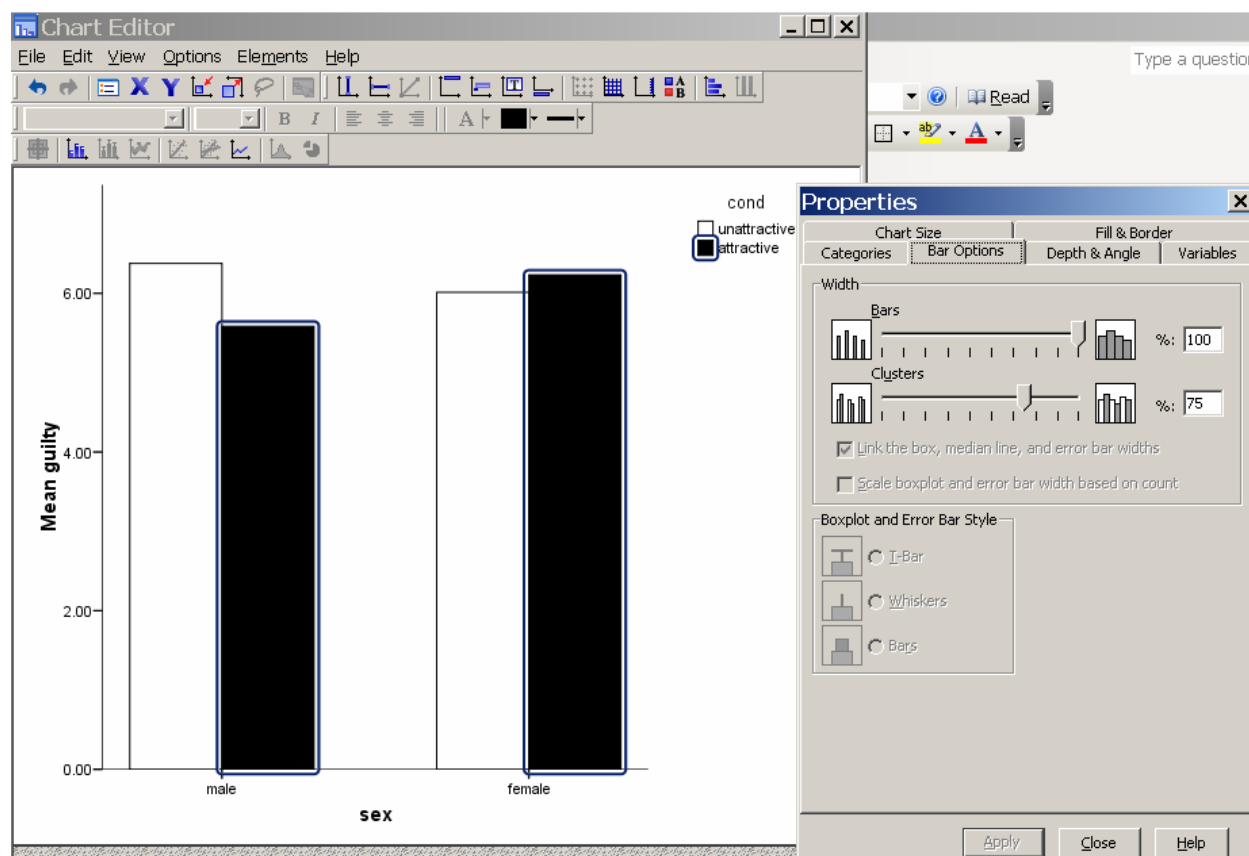 Chart Editor
File Edit View Options Elements Help
Type a question
Read
X Y
A
B
B I A
ab A
cond
unattractive
attractive
6.00
4.00
2.00
0.00
Mean guilty
male female
sex
Properties
Chart Size Fill & Border
Categories Bar Options Depth & Angle Variables
Width
Bars
%: 100
Clusters
%: 75
Link the box, median line, and error bar widths
Scale boxplot and error bar width based on count
Boxplot and Error Bar Style
T-Bar
Whiskers
Bars
Apply Close Help